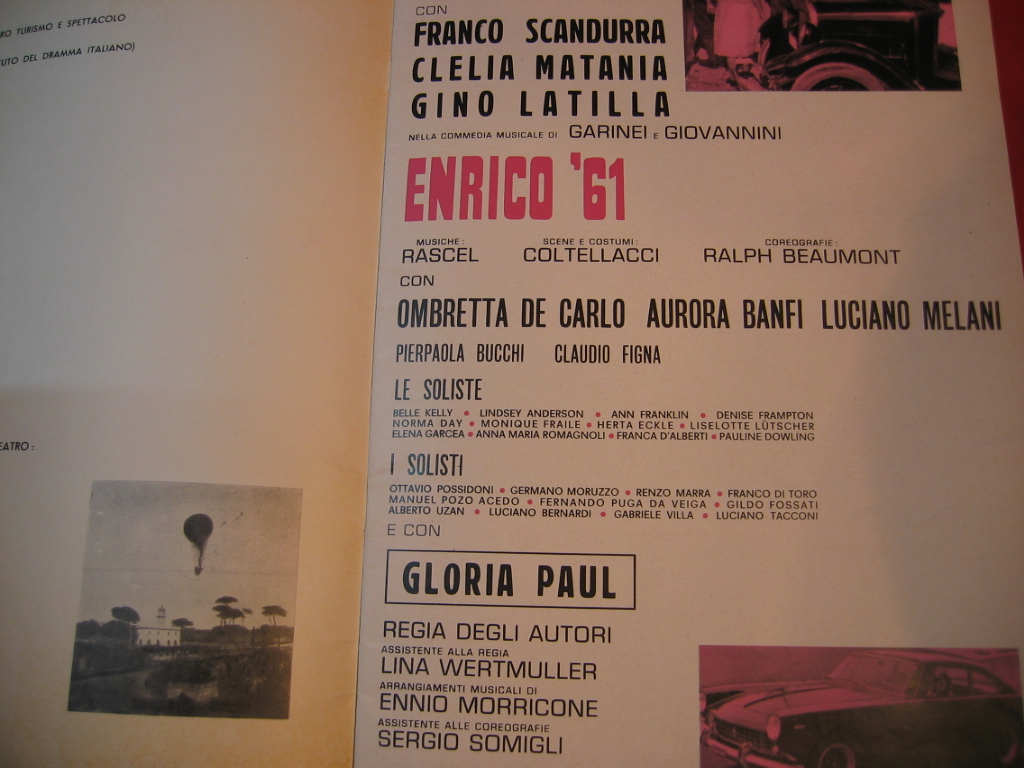 RO TURISMO E SPETTACOLO
TUTO DEL DRAMMA ITALIANO)
EATRO:
CON
FRANCO SCANDURRA
CLELIA MATANIA
GINO LATILLA
NELLA COMMEDIA MUSICALE DI GARINEI E GIOVANNINI
ENRICO '61
MUSICHE: SCENE E COSTUMI: COREOGRAFIE:
RASCEL COLTELLACCI RALPH BEAUMONT
CON
OMBRETTA DE CARLO AURORA BANFI LUCIANO MELANI
PIERPAOLA BUCCHI CLAUDIO FIGNA
LE SOLISTE
BELLE KELLY • LINDSEY ANDERSON • ANN FRANKLIN • DENISE FRAMPTON
NORMA DAY • MONIQUE FRAILE • HERTA ECKLE • LISELOTTE LÜTSCHER
ELENA GARCEA • ANNA MARIA ROMAGNOLI • FRANCA D'ALBERTI • PAULINE DOWLING
I SOLISTI
OTTAVIO POSSIDONI • GERMANO MORUZZO • RENZO MARRA • FRANCO DI TORO
MANUEL POZO ACEDO • FERNANDO PUGA DA VEIGA • GILDO FOSSATI
ALBERTO UZAN • LUCIANO BERNARDI • GABRIELE VILLA • LUCIANO TACCONI
E CON
GLORIA PAUL
REGIA DEGLI AUTORI
ASSISTENTE ALLA REGIA
LINA WERTMULLER
ARRANGIAMENTI MUSICALI DI
ENNIO MORRICONE
ASSISTENTE ALLE COREOGRAFIE
SERGIO SOMIGLI